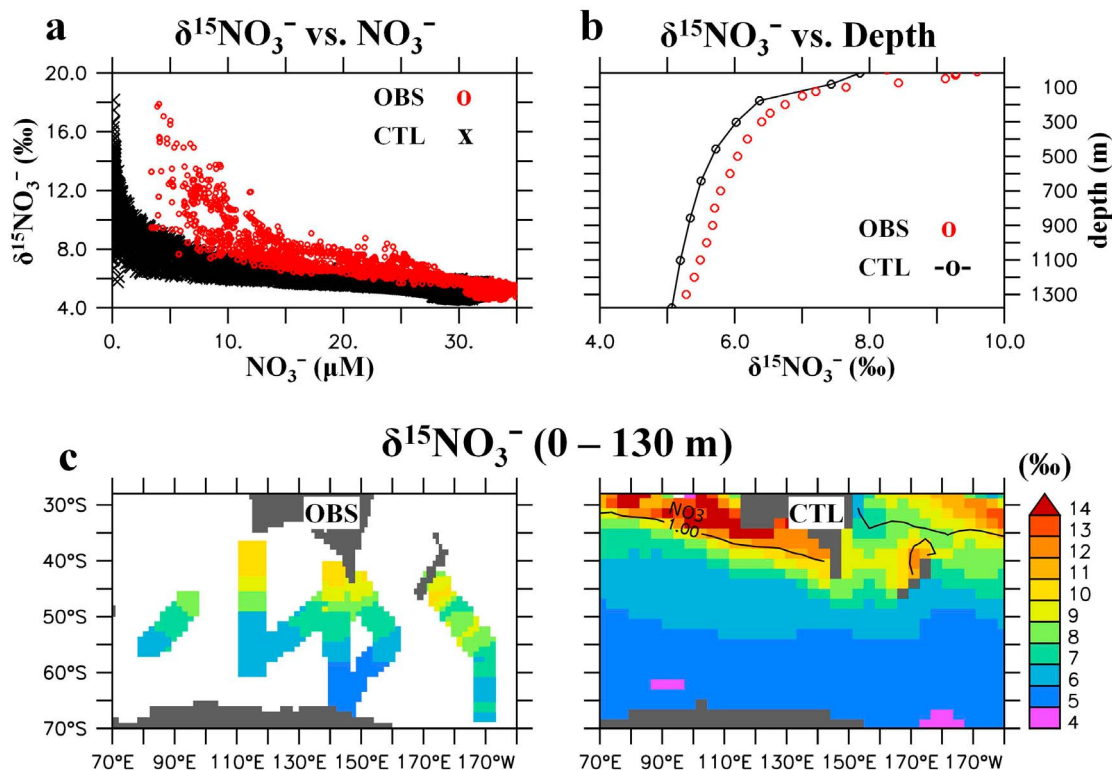 a
δ¹⁵NO₃⁻ vs. NO₃⁻
20.0
16.0
12.0
8.0
4.0
δ¹⁵NO₃⁻ (‰)
OBS o
CTL x
0. 10. 20. 30.
NO₃⁻ (µM)
b
δ¹⁵NO₃⁻ vs. Depth
100
300
500
700
900
1100
1300
depth (m)
OBS o
CTL -o-
4.0 6.0 8.0 10.0
δ¹⁵NO₃⁻ (‰)
c
δ¹⁵NO₃⁻ (0 – 130 m)
30°S
40°S
50°S
60°S
70°S
OBS
70°E 90°E 110°E 130°E 150°E 170°E 170°W
CTL
NO3
1.00
70°E 90°E 110°E 130°E 150°E 170°E 170°W
(‰)
14
13
12
11
10
9
8
7
6
5
4